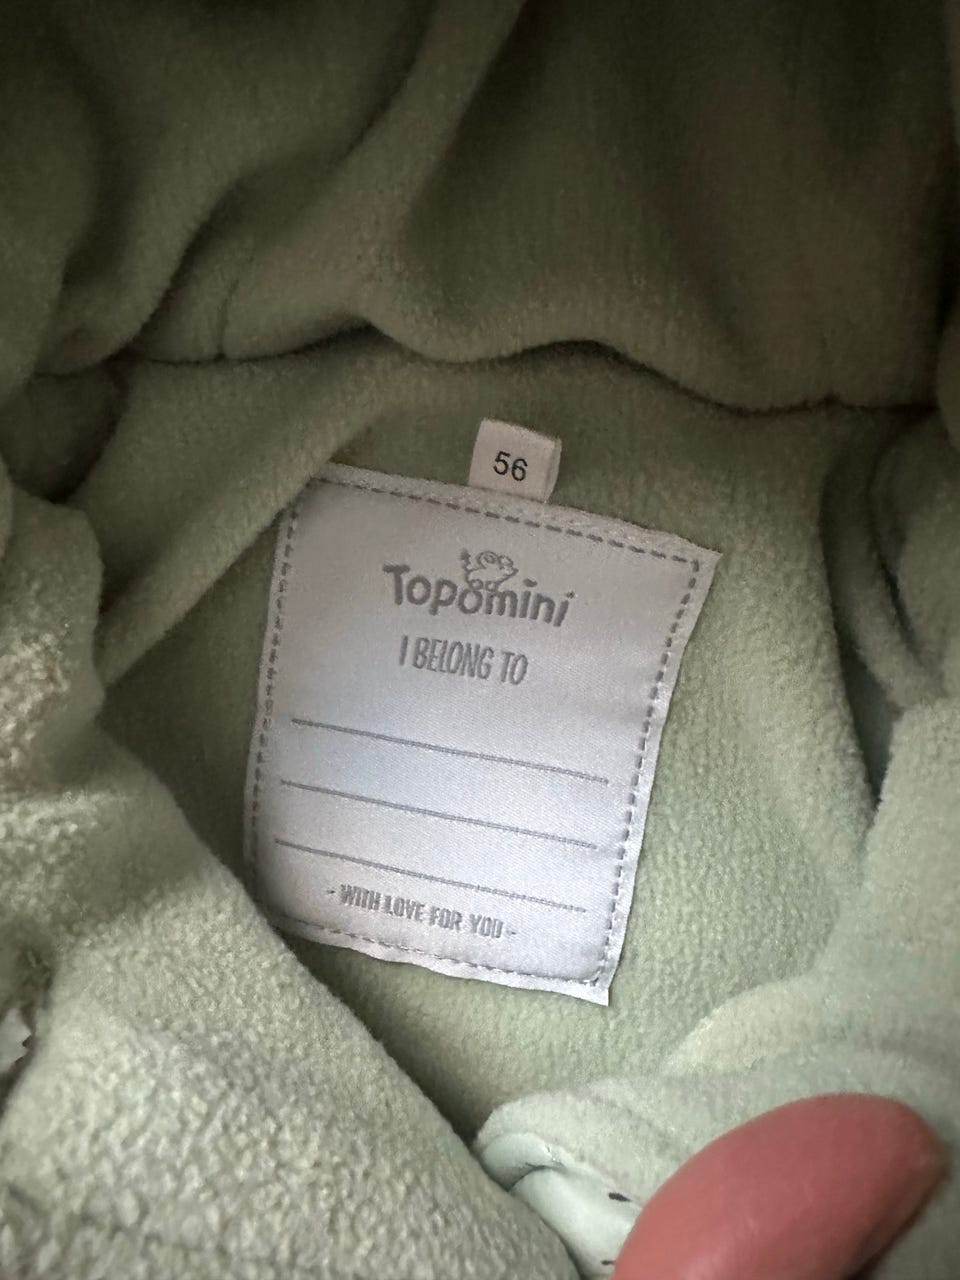 56
Topomini
I BELONG TO
- WITH LOVE FOR YOU -